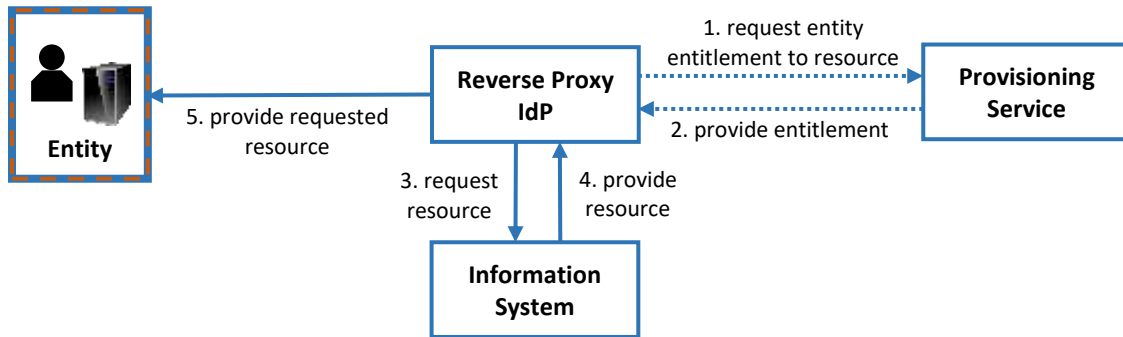 1. request entity
entitlement to resource
Reverse Proxy
IdP
Provisioning
Service
2. provide entitlement
5. provide requested
resource
Entity
3. request
resource
4. provide
resource
Information
System